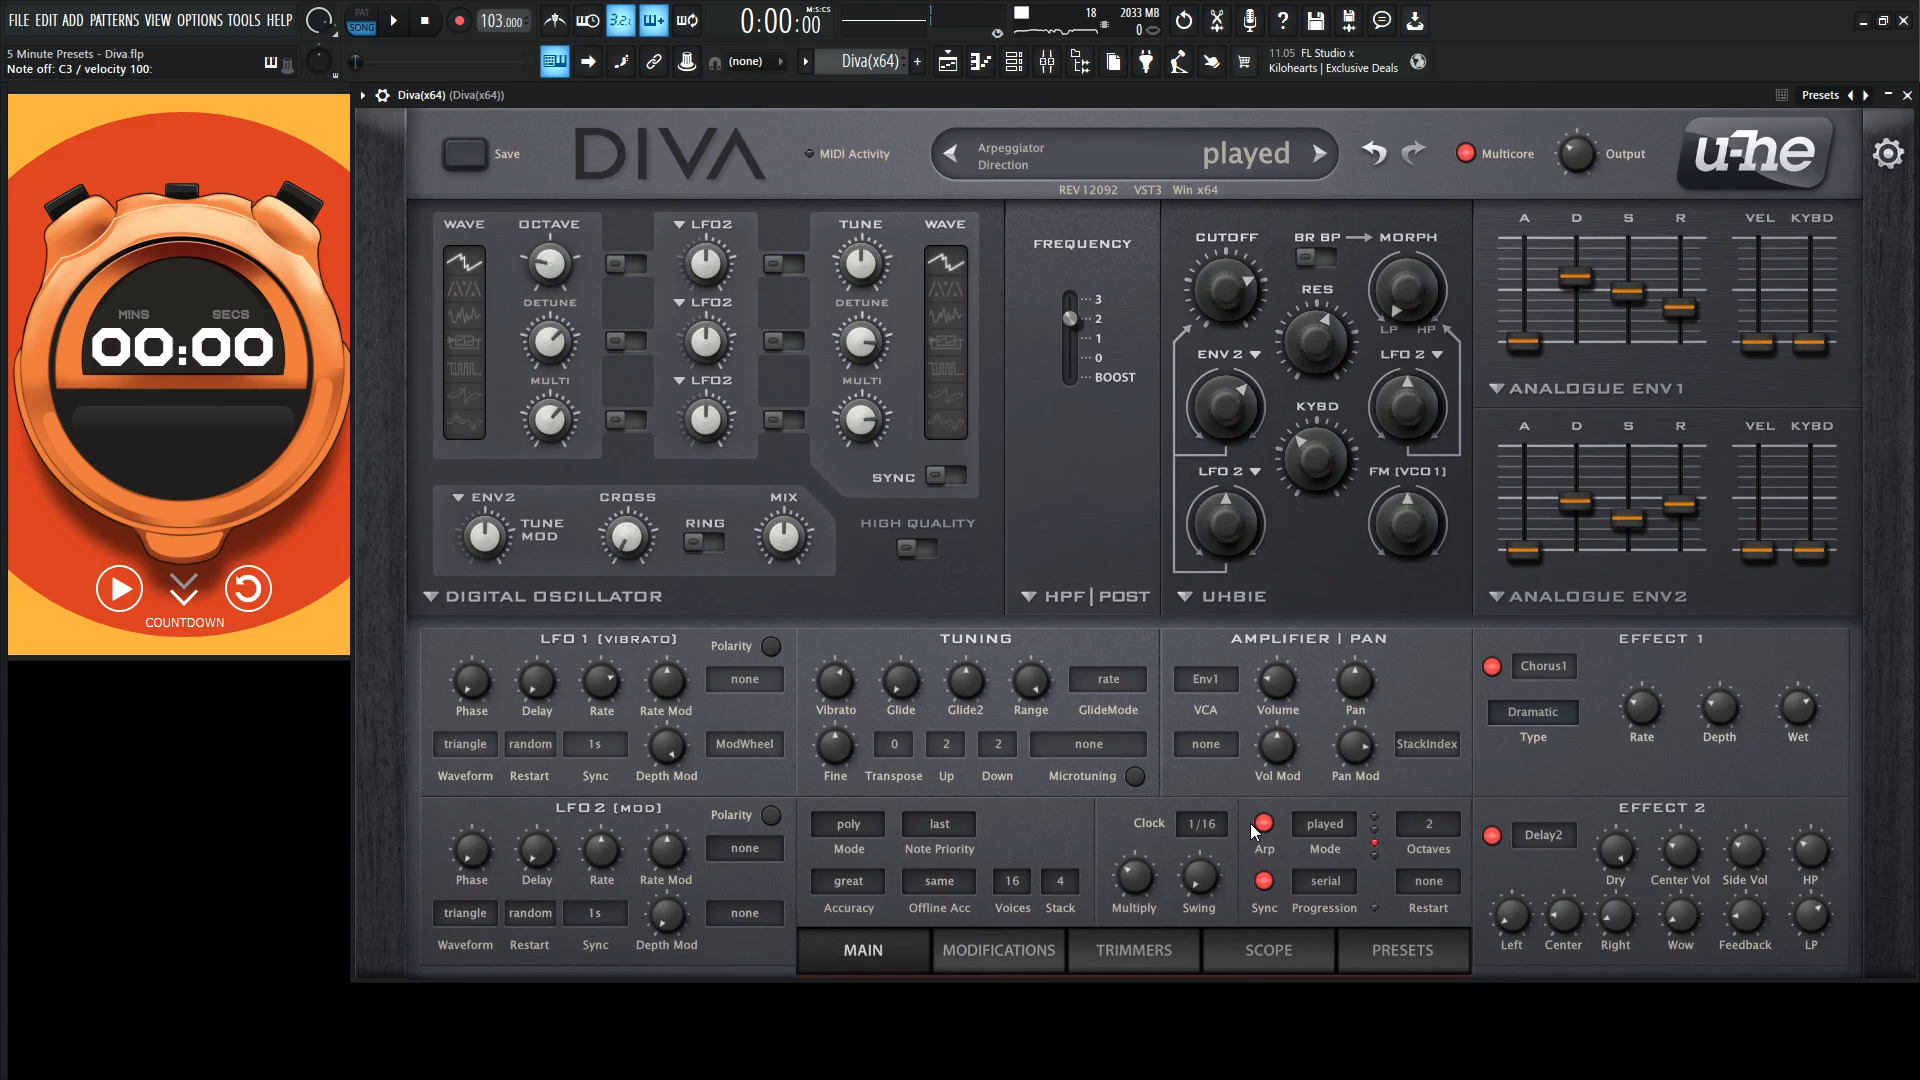 FILE EDIT ADD PATTERNS VIEW OPTIONS TOOLS HELP
PAT
SONG
103.000
3.2.
0:00:00
M:S:CS
18
2033 MB
0
5 Minute Presets - Diva.flp
Note off: C3 / velocity 100:
(none)
Diva(x64)
11.05 FL Studio x
Kilohearts | Exclusive Deals
Diva(x64) (Diva(x64))
Presets
MINS SECS
00:00
COUNTDOWN
Save
DIVA
MIDI Activity
Arpeggiator
Direction
played
REV 12092 VST3 Win x64
Multicore
Output
u-he
WAVE OCTAVE LFO2 TUNE WAVE
DETUNE LFO2 DETUNE
MULTI LFO2 MULTI
SYNC
ENV2 CROSS MIX
TUNE
MOD
RING
HIGH QUALITY
DIGITAL OSCILLATOR
FREQUENCY
3
2
1
0
BOOST
HPF|POST
CUTOFF BR BP MORPH
RES
LP HP
ENV 2 LFO 2
KYBD
LFO 2 FM [VCO1]
UHBIE
A D S R VEL KYBD
ANALOGUE ENV1
A D S R VEL KYBD
ANALOGUE ENV2
LFO 1 [VIBRATO]
Polarity
none
Phase Delay Rate Rate Mod
triangle random 1s ModWheel
Waveform Restart Sync Depth Mod
LFO 2 [MOD]
Polarity
none
Phase Delay Rate Rate Mod
triangle random 1s none
Waveform Restart Sync Depth Mod
TUNING
rate
Vibrato Glide Glide2 Range GlideMode
0 2 2 none
Fine Transpose Up Down Microtuning
AMPLIFIER | PAN
Env1
VCA Volume Pan
none StackIndex
Vol Mod Pan Mod
poly last
Mode Note Priority
great same 16 4
Accuracy Offline Acc Voices Stack
Clock 1/16
Multiply Swing
played 2
Arp Mode Octaves
serial none
Sync Progression Restart
MAIN MODIFICATIONS TRIMMERS SCOPE PRESETS
EFFECT 1
Chorus1
Dramatic
Type Rate Depth Wet
EFFECT 2
Delay2
Dry Center Vol Side Vol HP
Left Center Right Wow Feedback LP